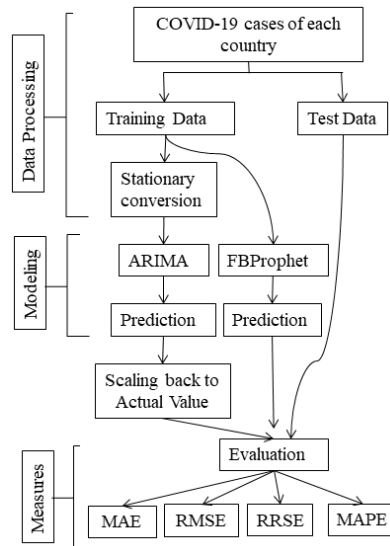 COVID-19 cases of each
country
Data Processing
Training Data
Test Data
Stationary
conversion
Modeling
ARIMA
FBProphet
Prediction
Prediction
Scaling back to
Actual Value
Evaluation
Measures
MAE
RMSE
RRSE
MAPE